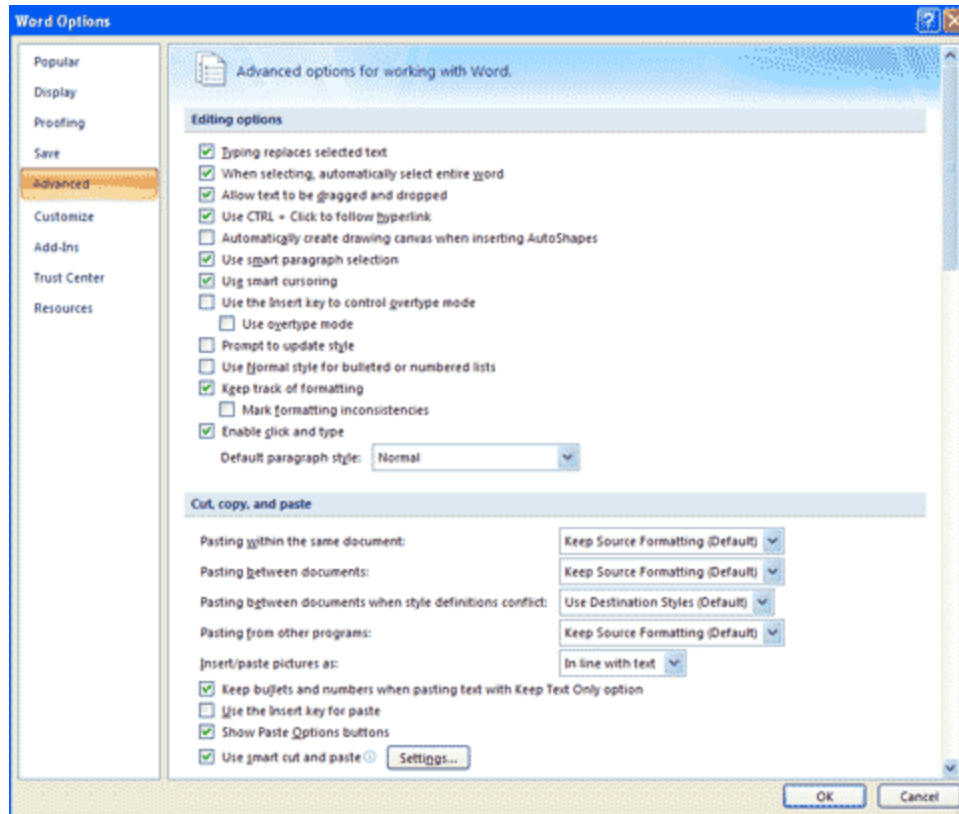 Word Options
Popular
Display
Proofing
Save
Advanced
Customize
Add-Ins
Trust Center
Resources
Advanced options for working with Word.
Editing options
Typing replaces selected text
When selecting, automatically select entire word
Allow text to be dragged and dropped
Use CTRL + Click to follow hyperlink
Automatically create drawing canvas when inserting AutoShapes
Use smart paragraph selection
Use smart cursoring
Use the Insert key to control overtype mode
Use overtype mode
Prompt to update style
Use Normal style for bulleted or numbered lists
Keep track of formatting
Mark formatting inconsistencies
Enable click and type
Default paragraph style: Normal
Cut, copy, and paste
Pasting within the same document: Keep Source Formatting (Default)
Pasting between documents: Keep Source Formatting (Default)
Pasting between documents when style definitions conflict: Use Destination Styles (Default)
Pasting from other programs: Keep Source Formatting (Default)
Insert/paste pictures as: In line with text
Keep bullets and numbers when pasting text with Keep Text Only option
Use the Insert key for paste
Show Paste Options buttons
Use smart cut and paste Settings...
OK Cancel